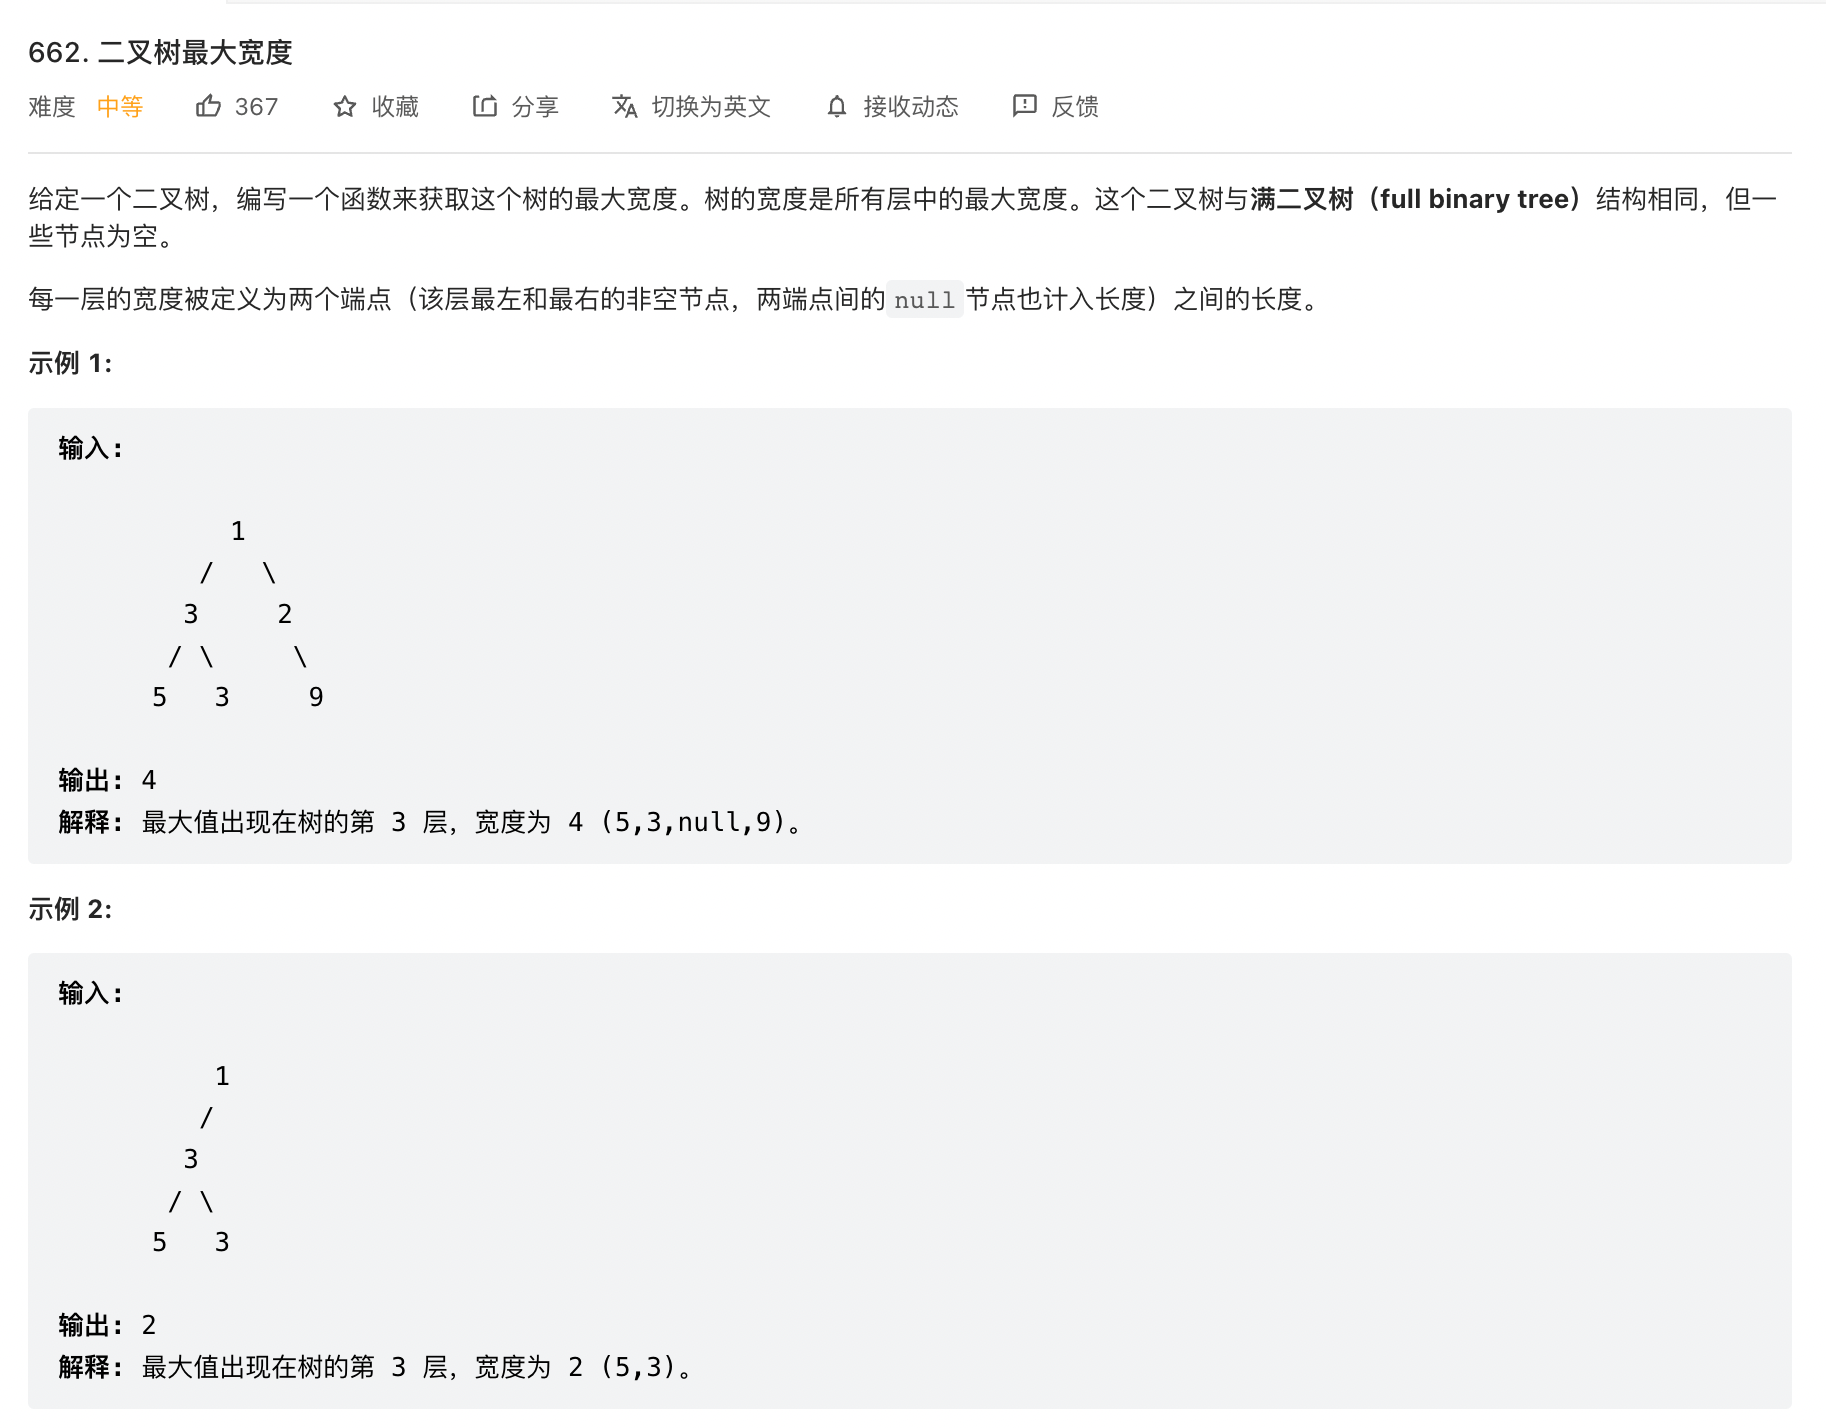 662. 二叉树最大宽度
难度 中等 367 收藏 分享 切换为英文 接收动态 反馈
给定一个二叉树，编写一个函数来获取这个树的最大宽度。树的宽度是所有层中的最大宽度。这个二叉树与满二叉树（full binary tree）结构相同，但一
些节点为空。
每一层的宽度被定义为两个端点（该层最左和最右的非空节点，两端点间的null节点也计入长度）之间的长度。
示例 1:
输入:
1
/ \
3 2
/ \ \
5 3 9
输出: 4
解释: 最大值出现在树的第 3 层，宽度为 4 (5,3,null,9)。
示例 2:
输入:
1
/
3
/ \
5 3
输出: 2
解释: 最大值出现在树的第 3 层，宽度为 2 (5,3)。